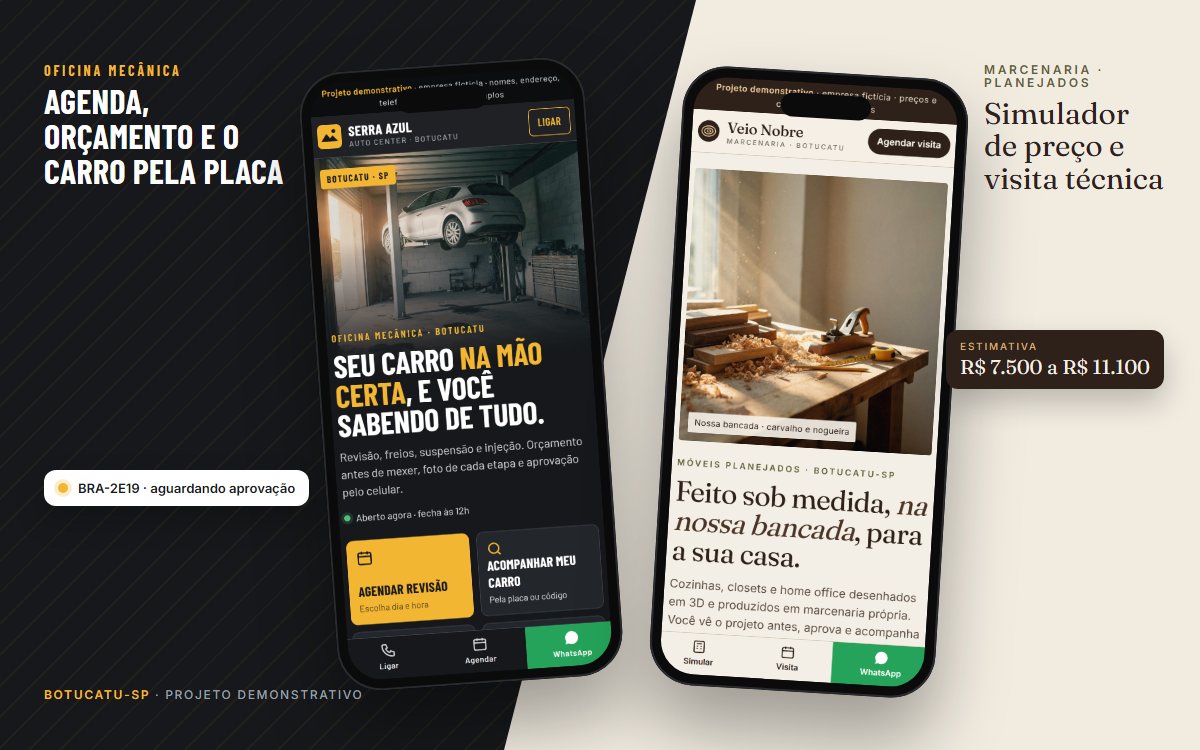 OFICINA MECÂNICA
AGENDA,
ORÇAMENTO E O
CARRO PELA PLACA
BRA-2E19 · aguardando aprovação
BOTUCATU-SP · PROJETO DEMONSTRATIVO
Projeto demonstrativo · empresa fictícia · nomes, endereço,
SERRA AZUL
AUTO CENTER · BOTUCATU
LIGAR
BOTUCATU · SP
OFICINA MECÂNICA · BOTUCATU
SEU CARRO NA MÃO
CERTA, E VOCÊ
SABENDO DE TUDO.
Revisão, freios, suspensão e injeção. Orçamento
antes de mexer, foto de cada etapa e aprovação
pelo celular.
Aberto agora · fecha às 12h
AGENDAR REVISÃO
Escolha dia e hora
ACOMPANHAR MEU
CARRO
Pela placa ou código
Ligar
Agendar
WhatsApp
Projeto demonstrativo · empresa fictícia · preços e
Veio Nobre
MARCENARIA · BOTUCATU
Agendar visita
Nossa bancada · carvalho e nogueira
MÓVEIS PLANEJADOS · BOTUCATU-SP
Feito sob medida, na
nossa bancada, para
a sua casa.
Cozinhas, closets e home office desenhados
em 3D e produzidos em marcenaria própria.
Você vê o projeto antes, aprova e acompanha
Simular
Visita
WhatsApp
MARCENARIA ·
PLANEJADOS
Simulador
de preço e
visita técnica
ESTIMATIVA
R$ 7.500 a R$ 11.100